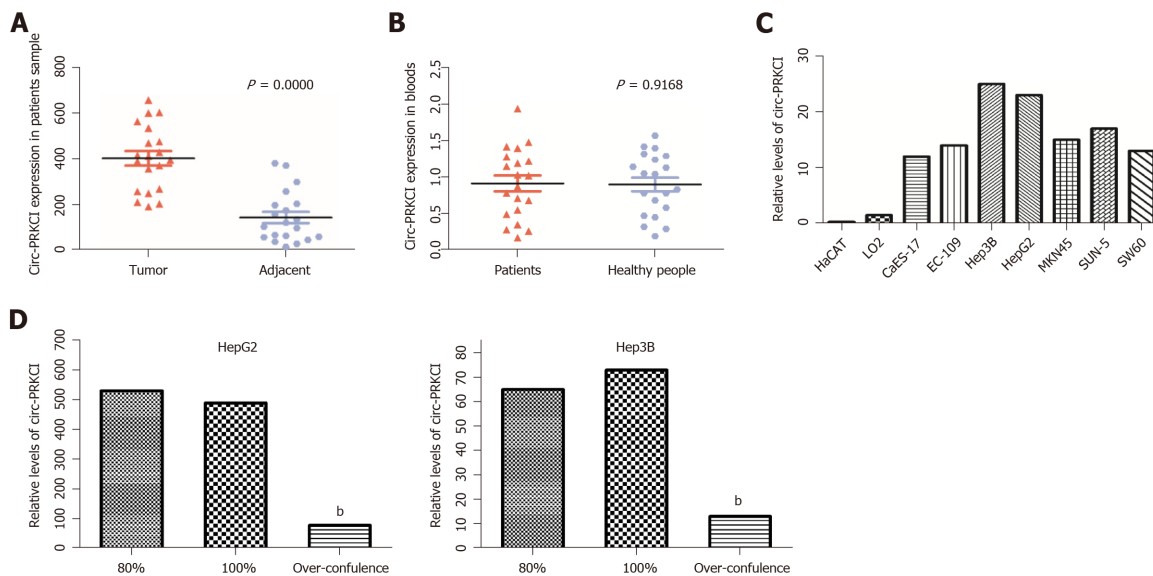 A
Circ-PRKCI expression in patients sample
800
600
400
200
0
P = 0.0000
Tumor
Adjacent
B
Circ-PRKCI expression in bloods
2.5
2.0
1.5
1.0
0.5
0.0
P = 0.9168
Patients
Healthy people
C
Relative levels of circ-PRKCI
30
20
10
0
HaCAT
LO2
CaES-17
EC-109
Hep3B
HepG2
MKN45
SUN-5
SW60
D
HepG2
Relative levels of circ-PRKCI
700
600
500
400
300
200
100
0
b
80%
100%
Over-confulence
Hep3B
Relative levels of circ-PRKCI
80
70
60
50
40
30
20
10
0
b
80%
100%
Over-confulence